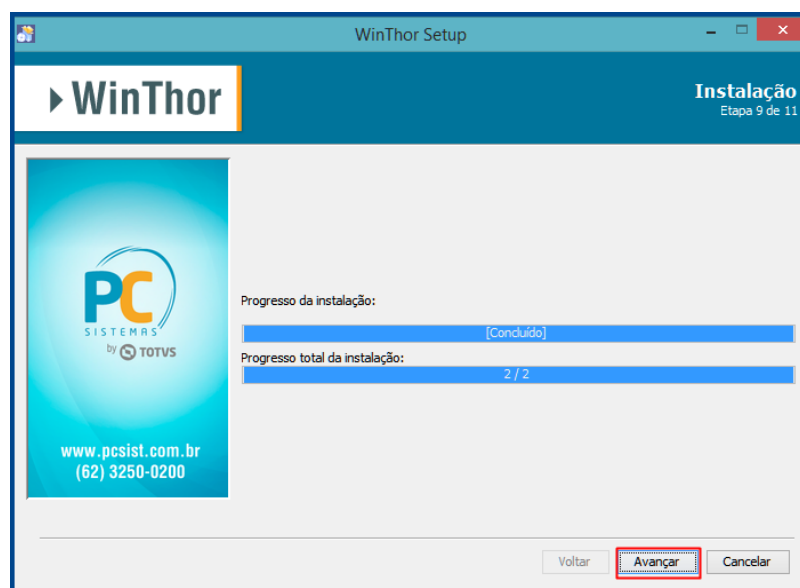 WinThor Setup
WinThor
Instalação
Etapa 9 de 11
PC
SISTEMAS
by TOTVS
www.pcsist.com.br
(62) 3250-0200
Progresso da instalação:
[Concluído]
Progresso total da instalação:
2 / 2
Voltar Avançar Cancelar